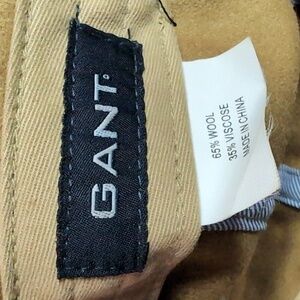 GANT
65% WOOL
35% VISCOSE
MADE IN CHINA